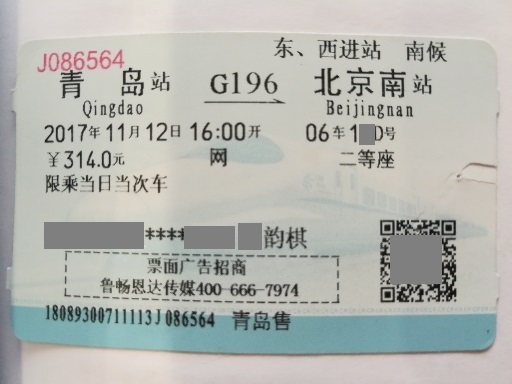 东、西进站 南候
J086564
青 岛 站 G196 北京南 站
Qingdao Beijingnan
2017年11月12日 16:00开 06车1 0号
￥314.0元 网 二等座
限乘当日当次车
**** 韵棋
票面广告招商
鲁畅恩达传媒400-666-7974
18089300711113J086564 青岛售